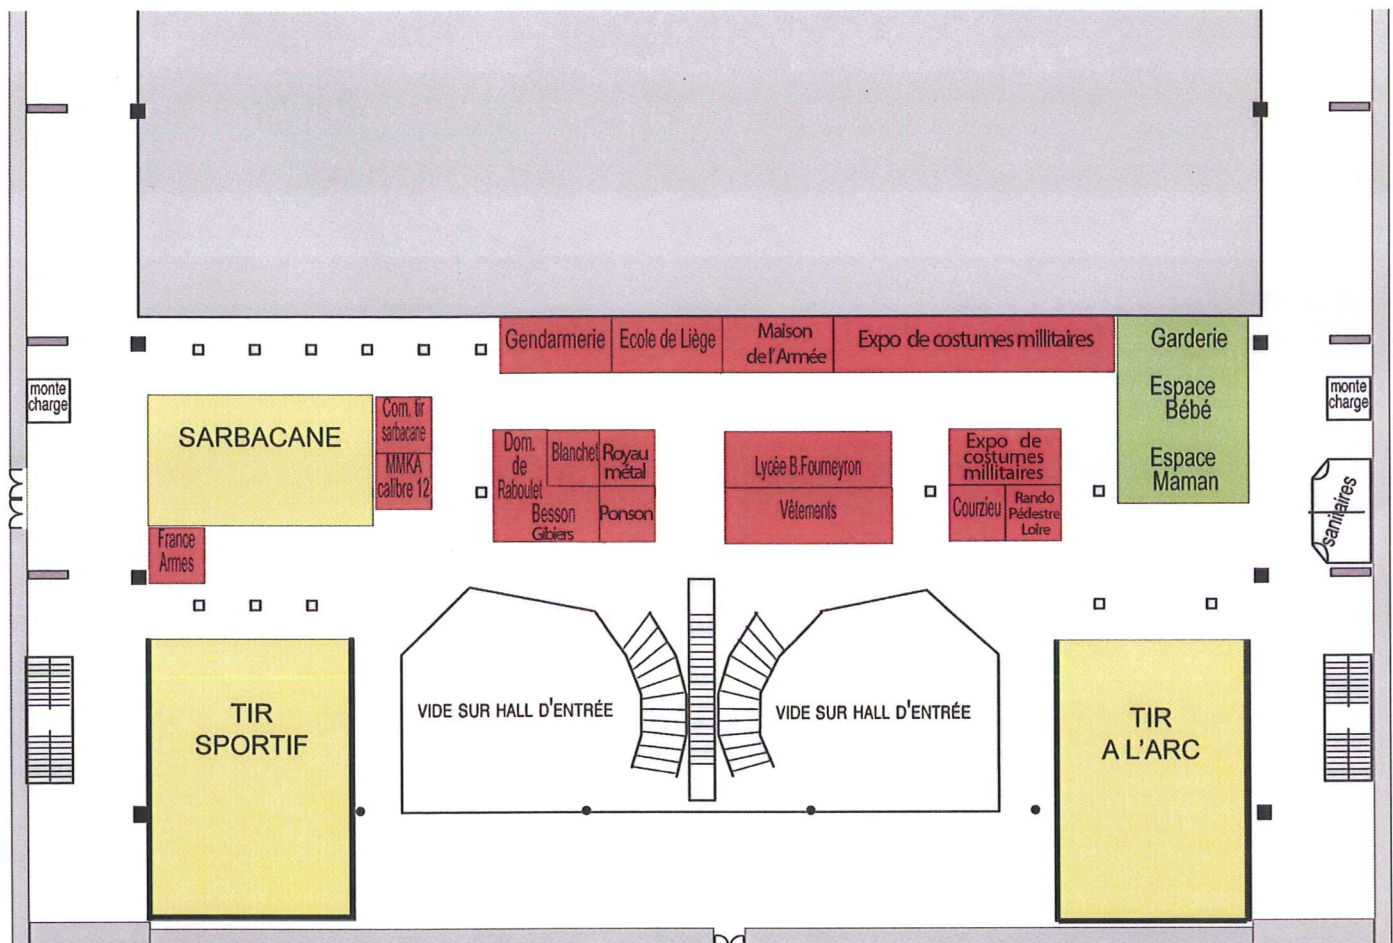 Gendarmerie
Ecole de Liège
Maison
de l'Armée
Expo de costumes millitaires
Garderie
Espace
Bébé
Espace
Maman
monte
charge
monte
charge
SARBACANE
Com. tir
sarbacane
MMKA
calibre 12
Dom.
de
Raboulet
Blanchet
Royau
métal
Besson
Gibiers
Ponson
Lycée B.Fourneyron
Vêtements
Expo de
costumes
millitaires
Courzieu
Rando
Pédestre
Loire
sanitaires
France
Armes
TIR
SPORTIF
VIDE SUR HALL D'ENTRÉE
VIDE SUR HALL D'ENTRÉE
TIR
A L'ARC